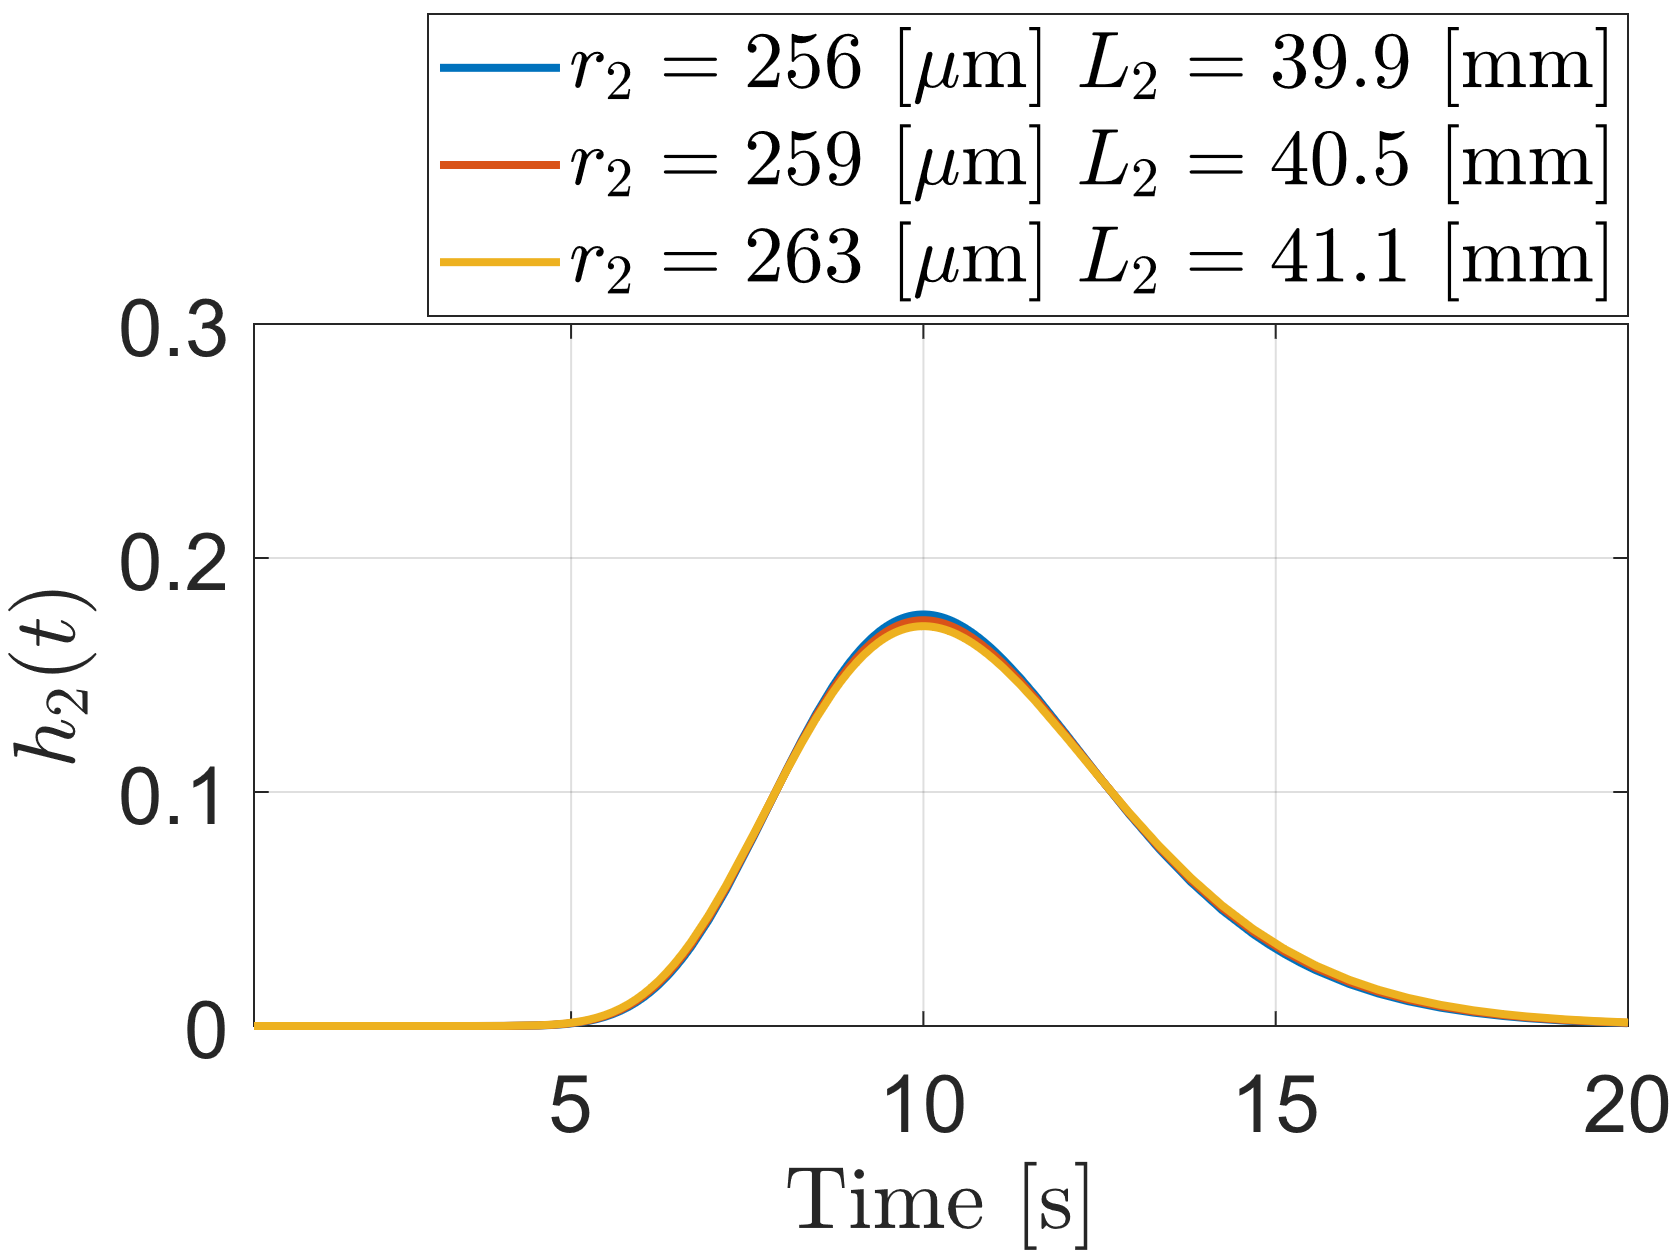 r₂ = 256 [μm] L₂ = 39.9 [mm]
r₂ = 259 [μm] L₂ = 40.5 [mm]
r₂ = 263 [μm] L₂ = 41.1 [mm]
0.3
0.2
0.1
0
h₂(t)
5 10 15 20
Time [s]